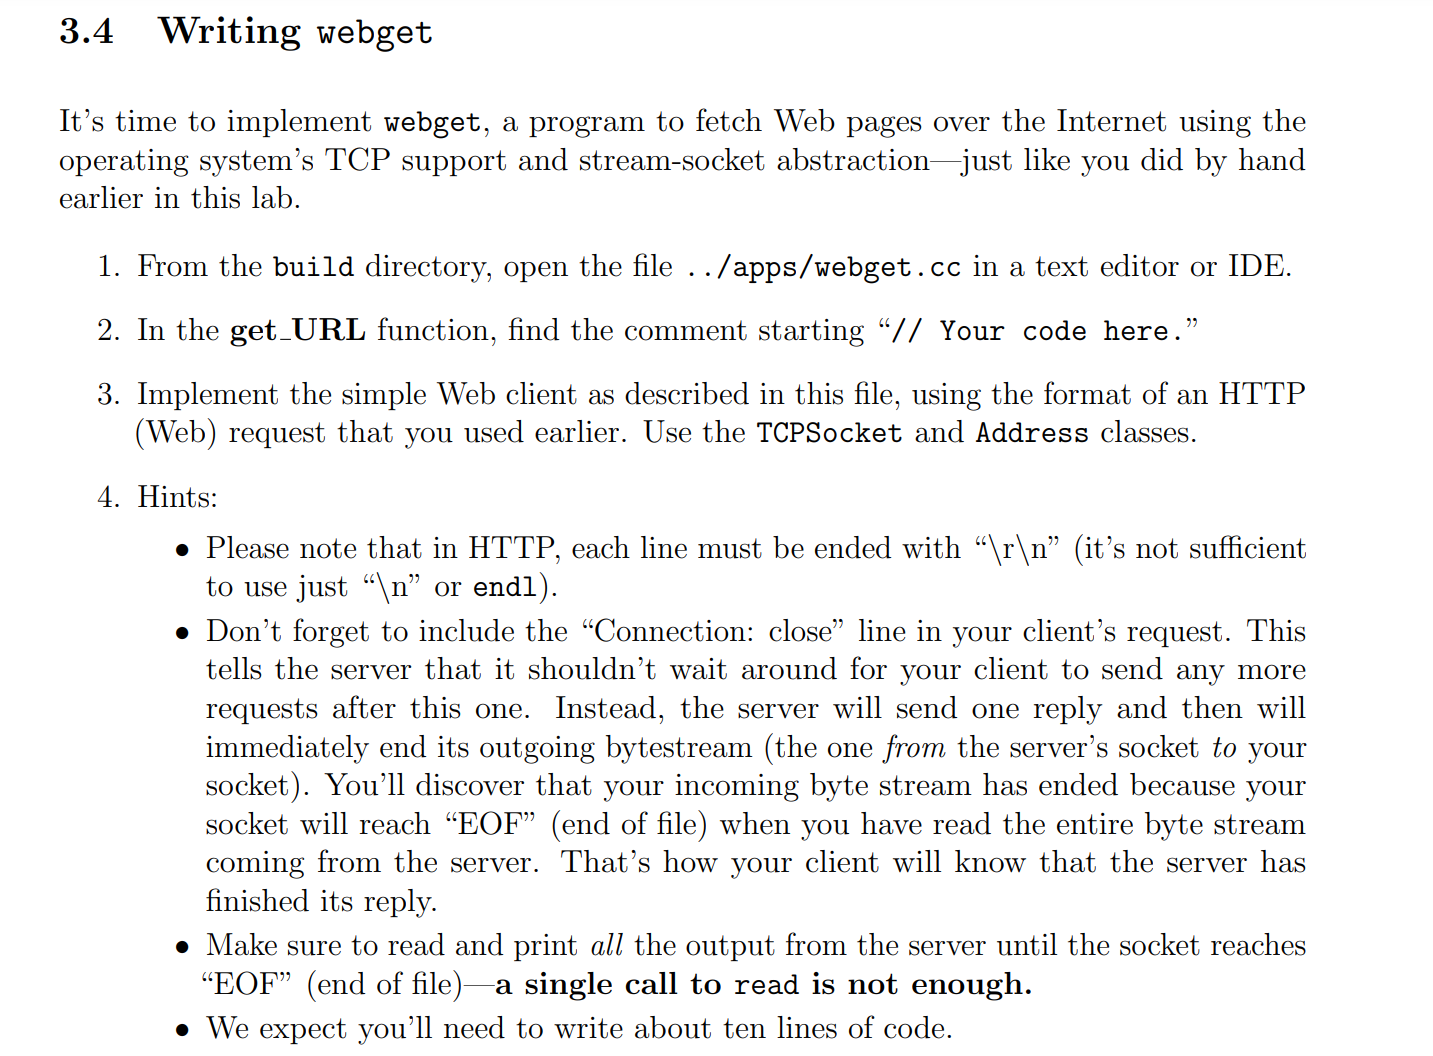 3.4 Writing webget
It's time to implement webget, a program to fetch Web pages over the Internet using the
operating system's TCP support and stream-socket abstraction—just like you did by hand
earlier in this lab.
1. From the build directory, open the file ../apps/webget.cc in a text editor or IDE.
2. In the get_URL function, find the comment starting “// Your code here.”
3. Implement the simple Web client as described in this file, using the format of an HTTP
(Web) request that you used earlier. Use the TCPSocket and Address classes.
4. Hints:
• Please note that in HTTP, each line must be ended with “\r\n” (it's not sufficient
to use just “\n” or endl).
• Don't forget to include the “Connection: close” line in your client's request. This
tells the server that it shouldn't wait around for your client to send any more
requests after this one. Instead, the server will send one reply and then will
immediately end its outgoing bytestream (the one from the server's socket to your
socket). You'll discover that your incoming byte stream has ended because your
socket will reach “EOF” (end of file) when you have read the entire byte stream
coming from the server. That's how your client will know that the server has
finished its reply.
• Make sure to read and print all the output from the server until the socket reaches
“EOF” (end of file)—a single call to read is not enough.
• We expect you'll need to write about ten lines of code.